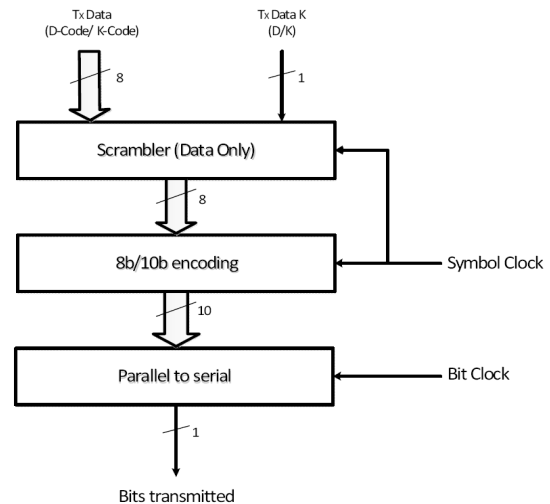 Tx Data
(D-Code/ K-Code)
Tx Data K
(D/K)
8
1
Scrambler (Data Only)
8
8b/10b encoding
Symbol Clock
10
Parallel to serial
Bit Clock
1
Bits transmitted